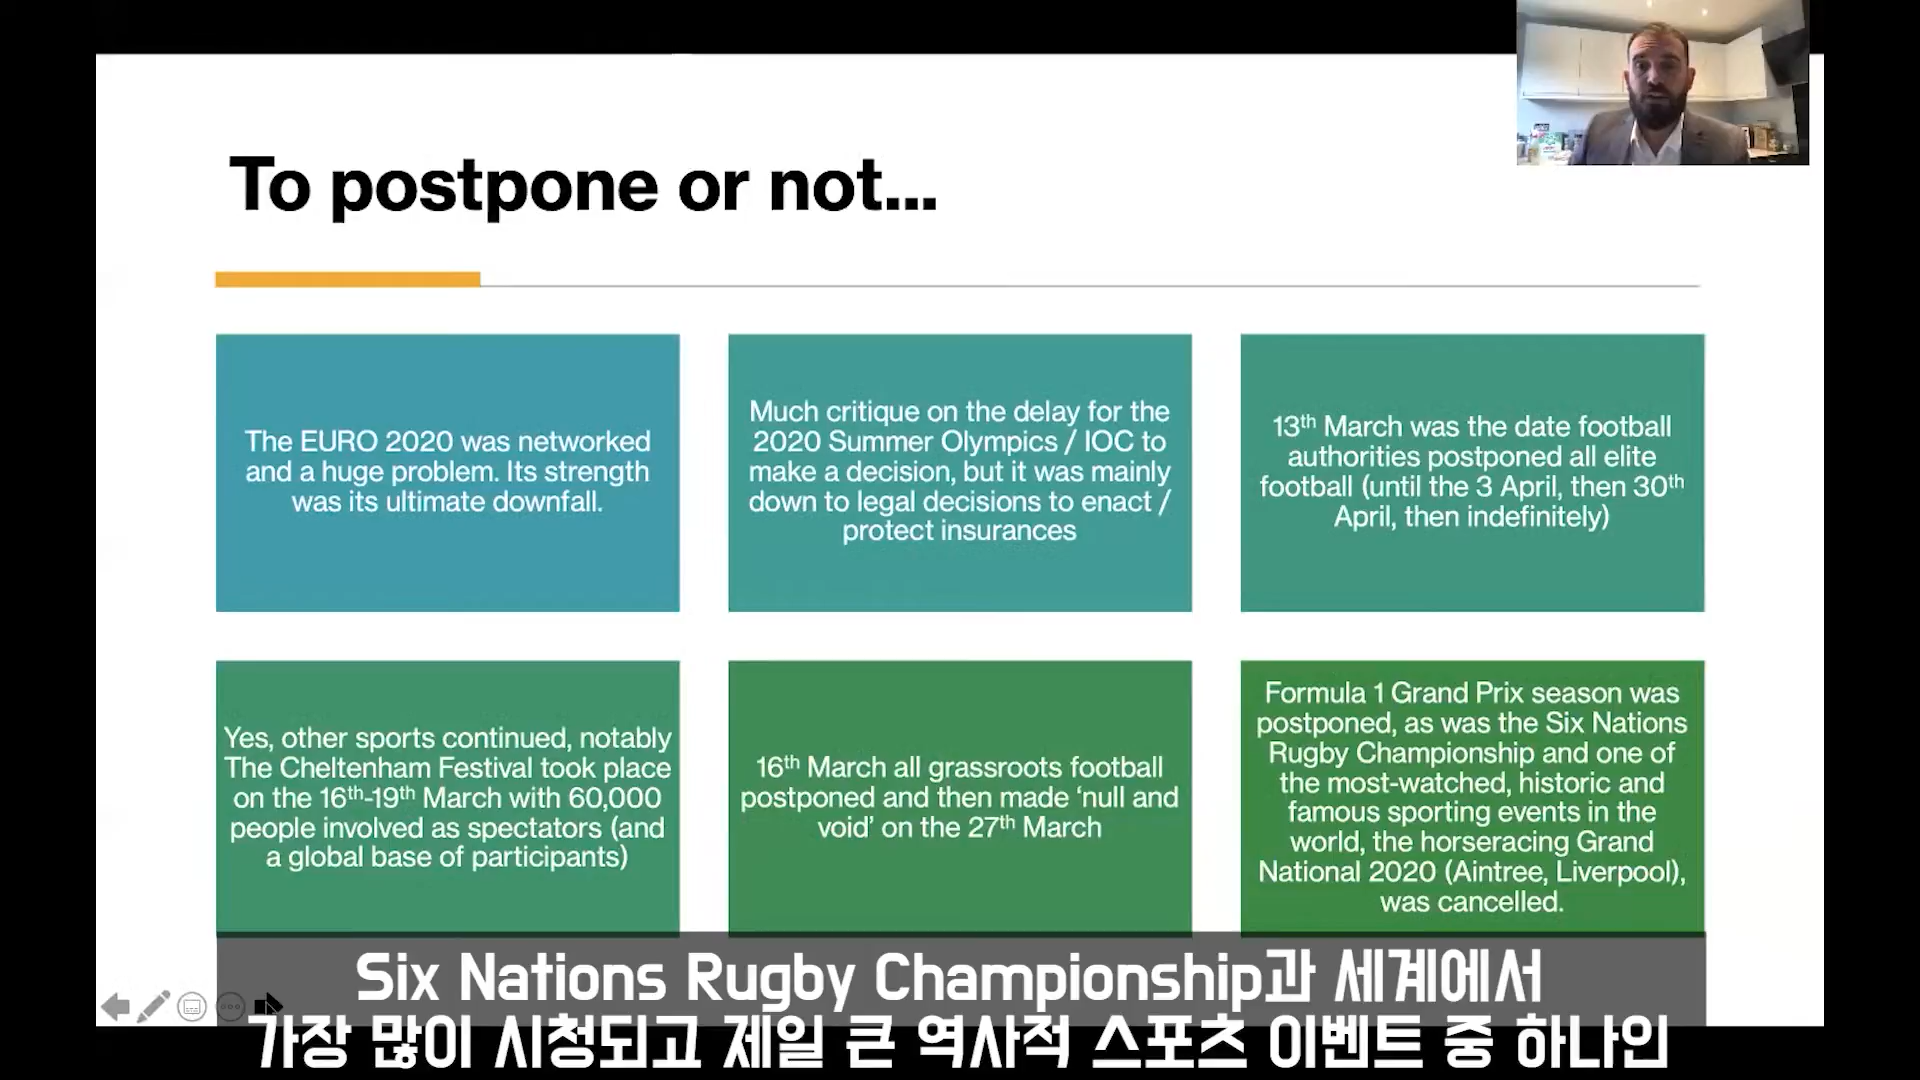 To postpone or not...
The EURO 2020 was networked
and a huge problem. Its strength
was its ultimate downfall.
Much critique on the delay for the
2020 Summer Olympics / IOC to
make a decision, but it was mainly
down to legal decisions to enact /
protect insurances
13th March was the date football
authorities postponed all elite
football (until the 3 April, then 30th
April, then indefinitely)
Yes, other sports continued, notably
The Cheltenham Festival took place
on the 16th-19th March with 60,000
people involved as spectators (and
a global base of participants)
16th March all grassroots football
postponed and then made ‘null and
void’ on the 27th March
Formula 1 Grand Prix season was
postponed, as was the Six Nations
Rugby Championship and one of
the most-watched, historic and
famous sporting events in the
world, the horseracing Grand
National 2020 (Aintree, Liverpool),
was cancelled.
Six Nations Rugby Championship과 세계에서
가장 많이 시청되고 제일 큰 역사적 스포츠 이벤트 중 하나인